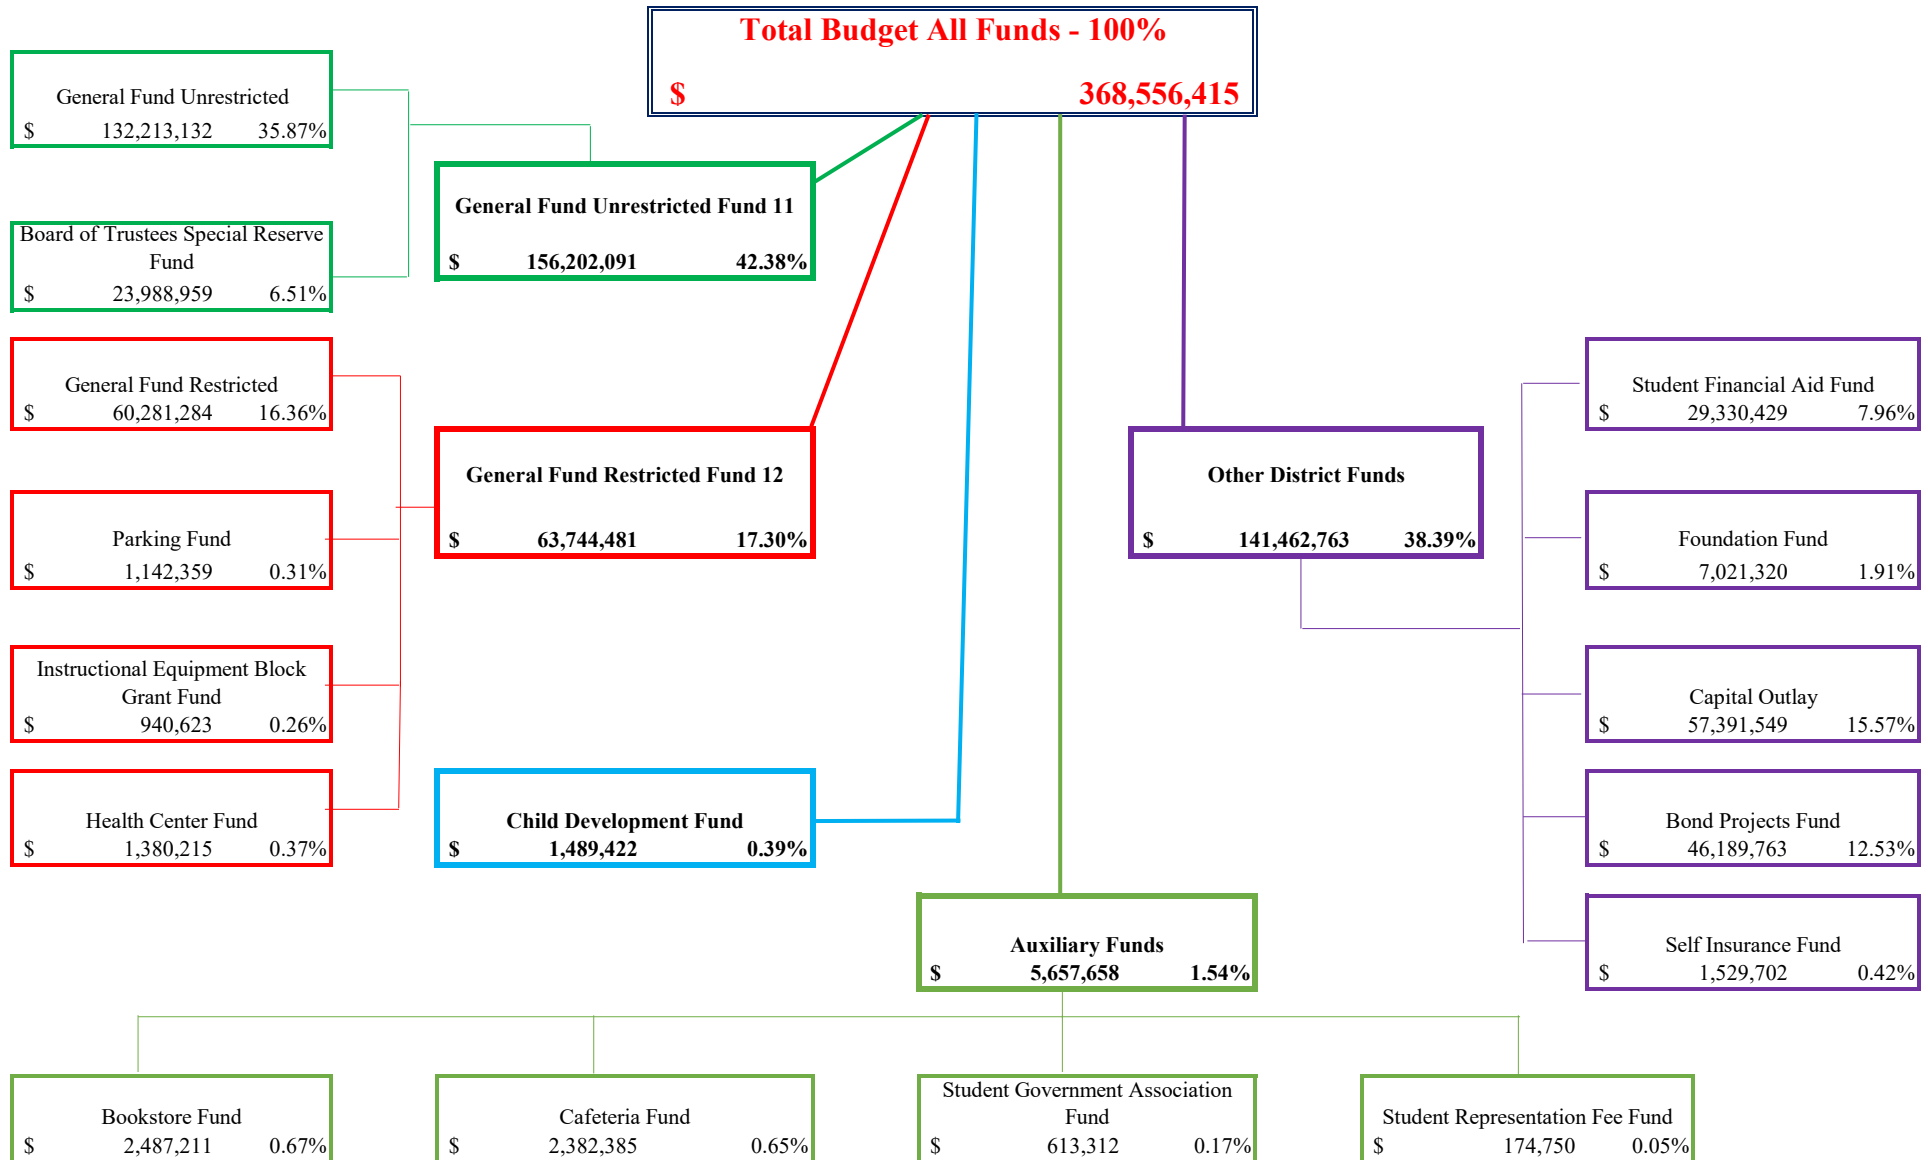 Total Budget All Funds - 100%
$ 368,556,415
General Fund Unrestricted
$ 132,213,132 35.87%
General Fund Unrestricted Fund 11
$ 156,202,091 42.38%
Board of Trustees Special Reserve
Fund
$ 23,988,959 6.51%
General Fund Restricted
$ 60,281,284 16.36%
Student Financial Aid Fund
$ 29,330,429 7.96%
General Fund Restricted Fund 12
$ 63,744,481 17.30%
Other District Funds
$ 141,462,763 38.39%
Parking Fund
$ 1,142,359 0.31%
Foundation Fund
$ 7,021,320 1.91%
Instructional Equipment Block
Grant Fund
$ 940,623 0.26%
Capital Outlay
$ 57,391,549 15.57%
Health Center Fund
$ 1,380,215 0.37%
Child Development Fund
$ 1,489,422 0.39%
Bond Projects Fund
$ 46,189,763 12.53%
Auxiliary Funds
$ 5,657,658 1.54%
Self Insurance Fund
$ 1,529,702 0.42%
Bookstore Fund
$ 2,487,211 0.67%
Cafeteria Fund
$ 2,382,385 0.65%
Student Government Association
Fund
$ 613,312 0.17%
Student Representation Fee Fund
$ 174,750 0.05%